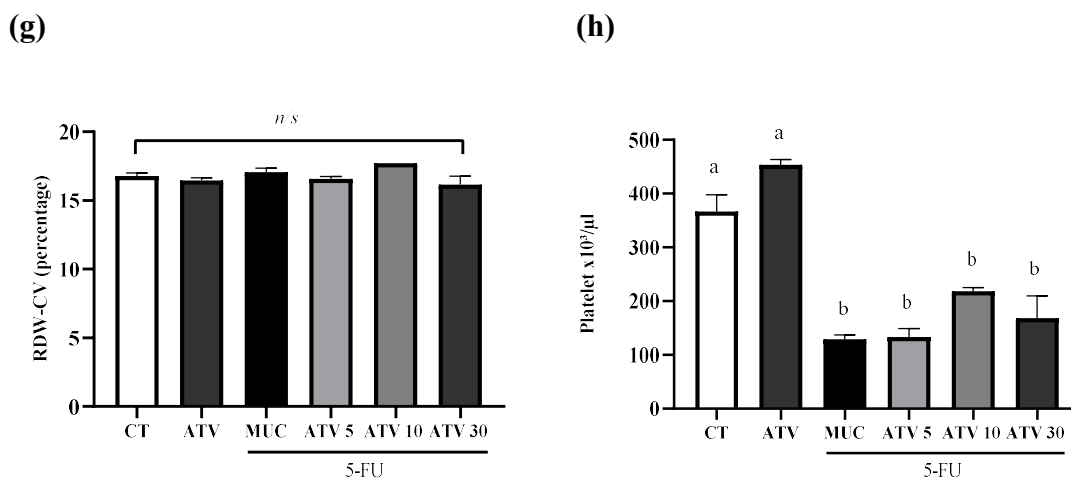 (g)
n/s
RDW-CV (percentage)
20
15
10
5
0
CT ATV MUC ATV 5 ATV 10 ATV 30
5-FU
(h)
Platelet x10³/µl
500
400
300
200
100
0
a
a
b
b
b
b
CT ATV MUC ATV 5 ATV 10 ATV 30
5-FU